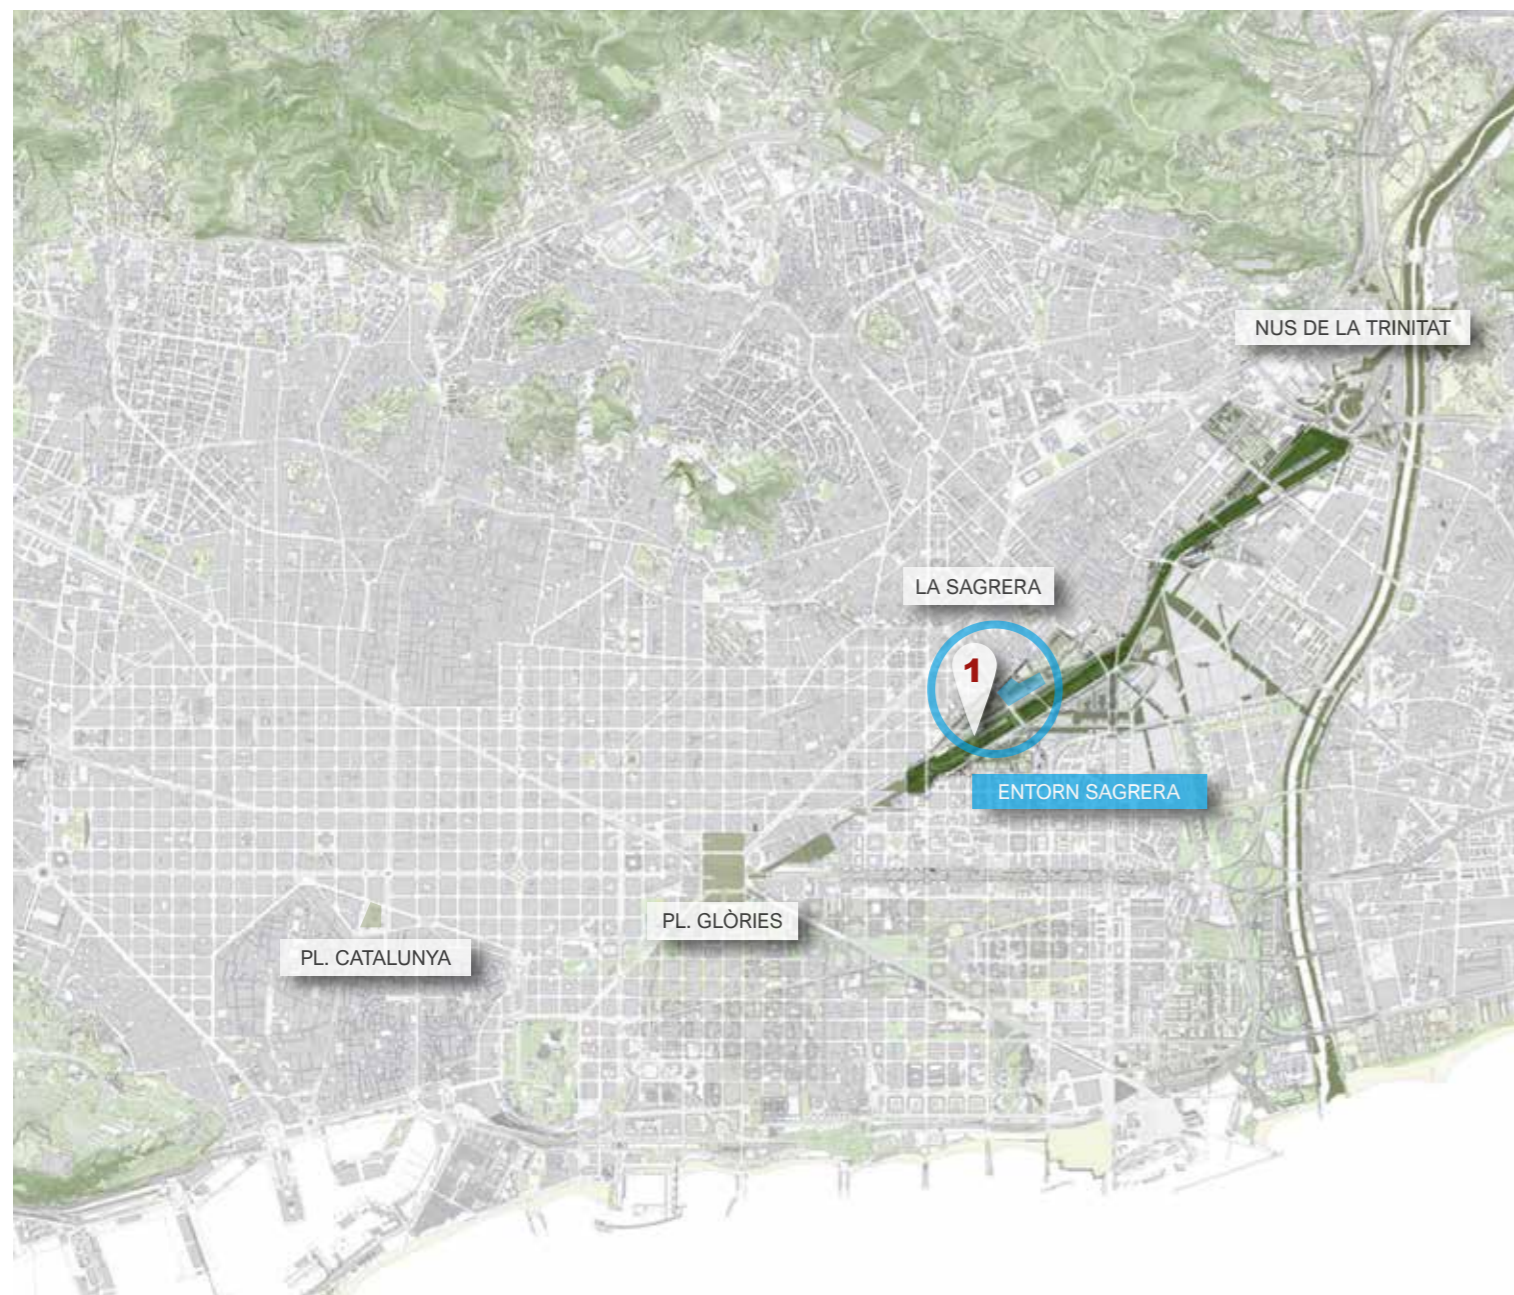 NUS DE LA TRINITAT
LA SAGRERA
1
ENTORN SAGRERA
PL. GLÒRIES
PL. CATALUNYA